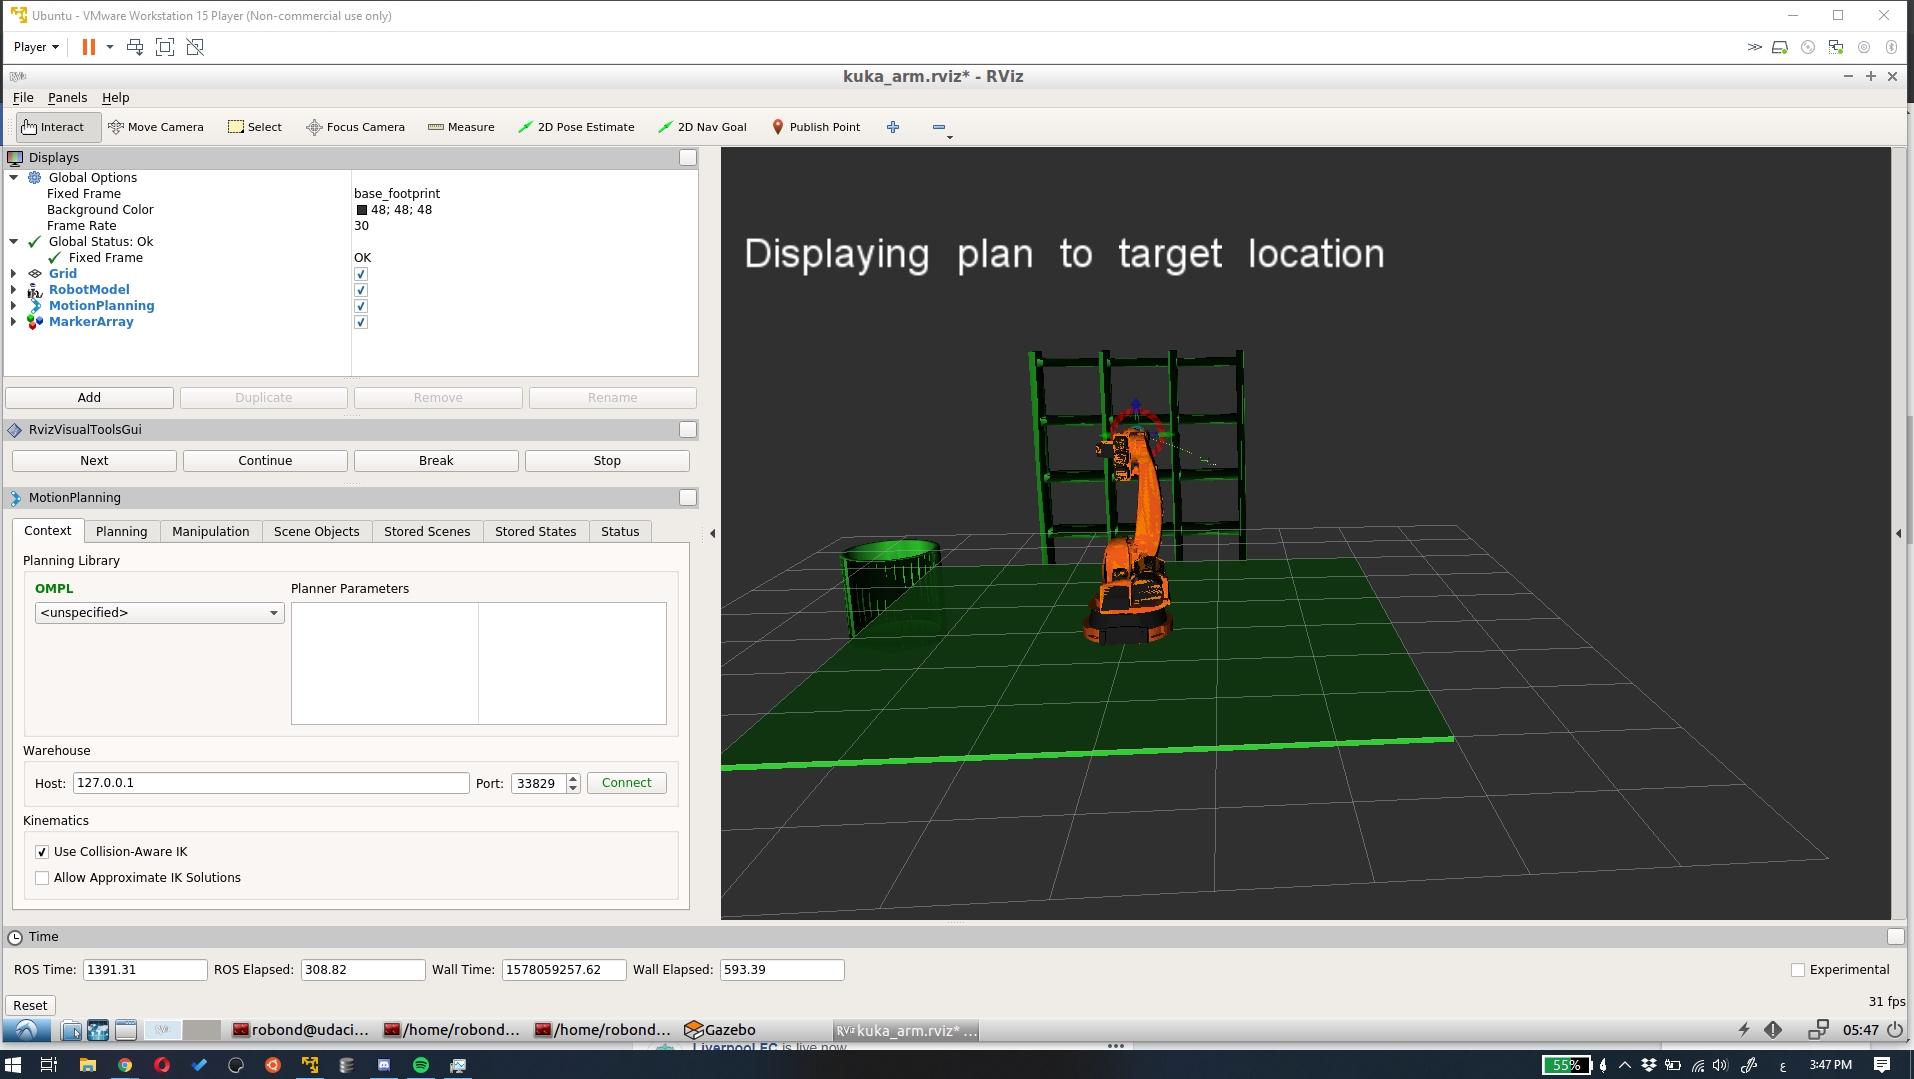 Ubuntu - VMware Workstation 15 Player (Non-commercial use only)
Player
kuka_arm.rviz* - RViz
File Panels Help
Interact Move Camera Select Focus Camera Measure 2D Pose Estimate 2D Nav Goal Publish Point
Displays
Global Options
Fixed Frame base_footprint
Background Color 48; 48; 48
Frame Rate 30
Global Status: Ok
Fixed Frame OK
Grid
RobotModel
MotionPlanning
MarkerArray
Add Duplicate Remove Rename
RvizVisualToolsGui
Next Continue Break Stop
MotionPlanning
Context Planning Manipulation Scene Objects Stored Scenes Stored States Status
Planning Library
OMPL Planner Parameters
<unspecified>
Warehouse
Host: 127.0.0.1 Port: 33829 Connect
Kinematics
Use Collision-Aware IK
Allow Approximate IK Solutions
Displaying plan to target location
Time
ROS Time: 1391.31 ROS Elapsed: 308.82 Wall Time: 1578059257.62 Wall Elapsed: 593.39 Experimental
Reset 31 fps
robond@udaci... /home/robond... /home/robond... Gazebo kuka_arm.rviz* ... 05:47
Liverpool FC is live now
55% ع 3:47 PM